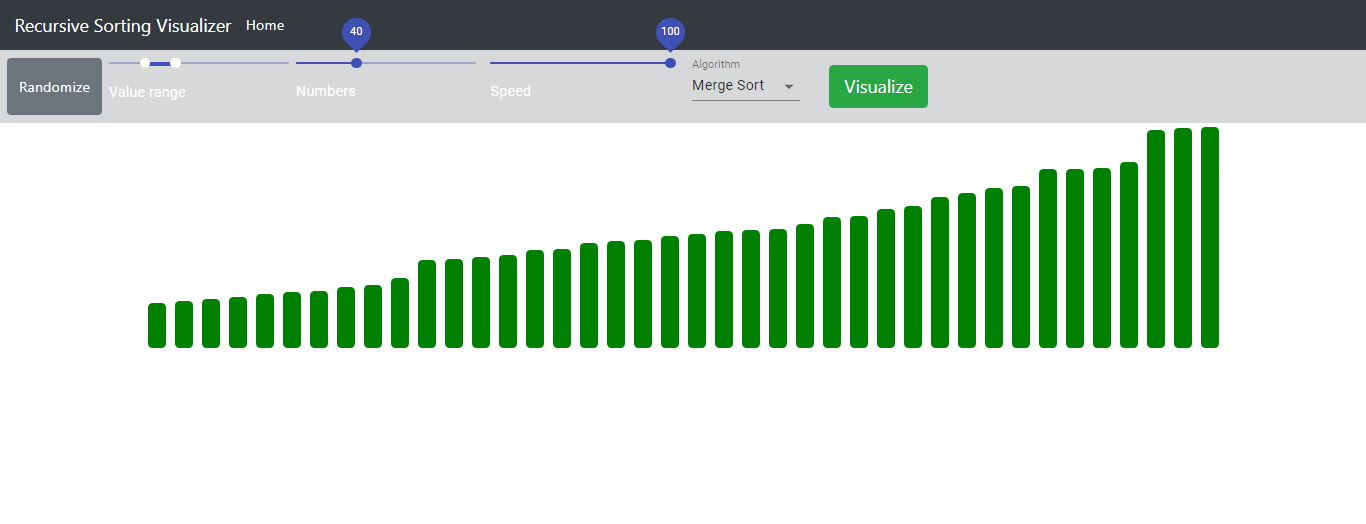 Recursive Sorting Visualizer Home
40 100
Randomize
Value range
Numbers
Speed
Algorithm
Merge Sort
Visualize